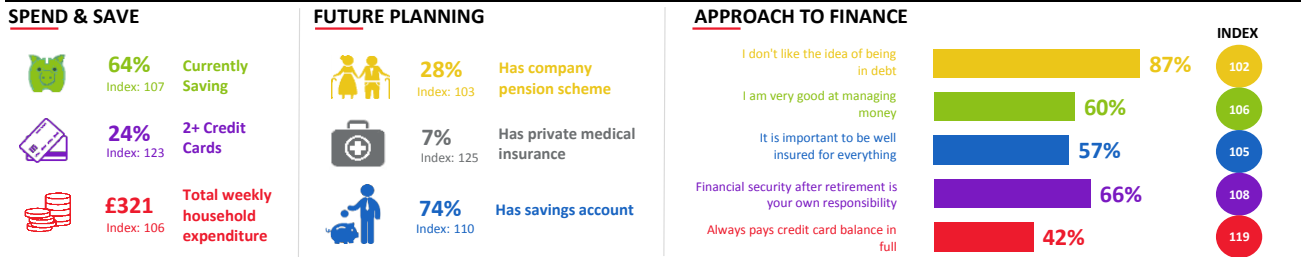 SPEND & SAVE
64%
Index: 107
Currently
Saving
24%
Index: 123
2+ Credit
Cards
£321
Index: 106
Total weekly
household
expenditure
FUTURE PLANNING
28%
Index: 103
Has company
pension scheme
7%
Index: 125
Has private medical
insurance
74%
Index: 110
Has savings account
APPROACH TO FINANCE
INDEX
I don't like the idea of being
in debt
87%
102
I am very good at managing
money
60%
106
It is important to be well
insured for everything
57%
105
Financial security after retirement is
your own responsibility
66%
108
Always pays credit card balance in
full
42%
119